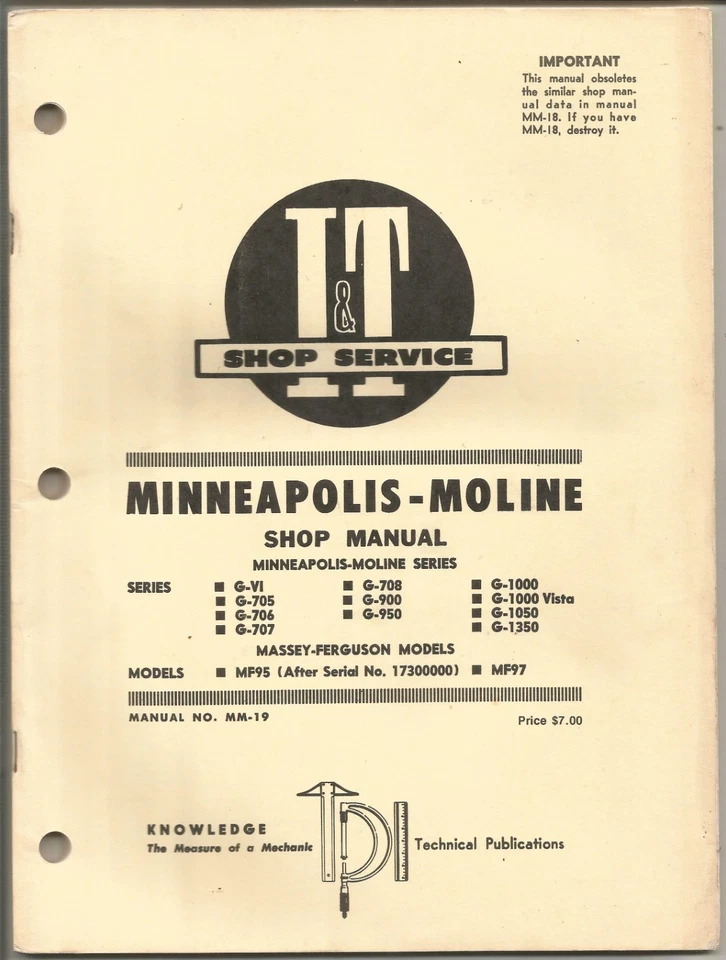 IMPORTANT
This manual obsoletes
the similar shop man-
ual data in manual
MM-18. If you have
MM-18, destroy it.
I&T
SHOP SERVICE
MINNEAPOLIS-MOLINE
SHOP MANUAL
MINNEAPOLIS-MOLINE SERIES
SERIES ■ G-VI ■ G-708 ■ G-1000
■ G-705 ■ G-900 ■ G-1000 Vista
■ G-706 ■ G-950 ■ G-1050
■ G-707 ■ G-1350
MASSEY-FERGUSON MODELS
MODELS ■ MF95 (After Serial No. 17300000) ■ MF97
MANUAL NO. MM-19 Price $7.00
TPI
KNOWLEDGE
The Measure of a Mechanic Technical Publications